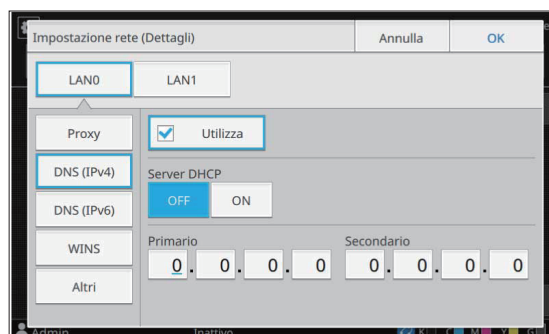 Impostazione rete (Dettagli) Annulla OK
LAN0 LAN1
Proxy
Utilizza
DNS (IPv4)
Server DHCP
OFF ON
DNS (IPv6)
WINS
Primario Secondario
0. 0. 0. 0 0. 0. 0. 0
Altri
Admin Inattivo K C M Y G